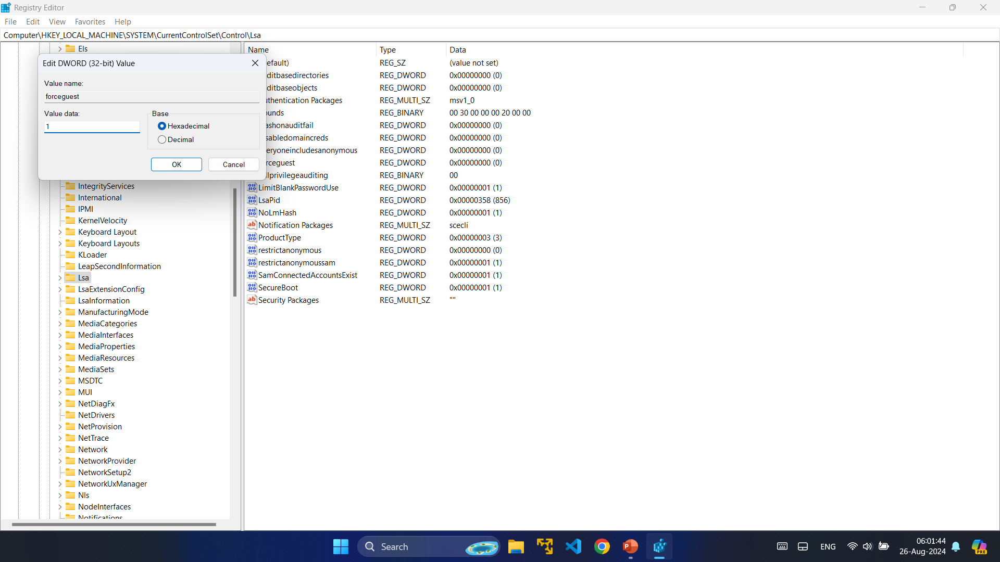 Registry Editor
File Edit View Favorites Help
Computer\HKEY_LOCAL_MACHINE\SYSTEM\CurrentControlSet\Control\Lsa
Els
Edit DWORD (32-bit) Value
Value name:
forceguest
Value data:
1
Base
Hexadecimal
Decimal
OK Cancel
IntegrityServices
International
IPMI
KernelVelocity
Keyboard Layout
Keyboard Layouts
KLoader
LeapSecondInformation
Lsa
LsaExtensionConfig
LsaInformation
ManufacturingMode
MediaCategories
MediaInterfaces
MediaProperties
MediaResources
MediaSets
MSDTC
MUI
NetDiagFx
NetDrivers
NetProvision
NetTrace
Network
NetworkProvider
NetworkSetup2
NetworkUxManager
Nls
NodeInterfaces
Notifications
Name Type Data
efault) REG_SZ (value not set)
ditbasedirectories REG_DWORD 0x00000000 (0)
ditbaseobjects REG_DWORD 0x00000000 (0)
uthentication Packages REG_MULTI_SZ msv1_0
ounds REG_BINARY 00 30 00 00 00 20 00 00
ashonauditfail REG_DWORD 0x00000000 (0)
sabledomaincreds REG_DWORD 0x00000000 (0)
eryoneincludesanonymous REG_DWORD 0x00000000 (0)
rceguest REG_DWORD 0x00000000 (0)
llprivilegeauditing REG_BINARY 00
LimitBlankPasswordUse REG_DWORD 0x00000001 (1)
LsaPid REG_DWORD 0x00000358 (856)
NoLmHash REG_DWORD 0x00000001 (1)
Notification Packages REG_MULTI_SZ scecli
ProductType REG_DWORD 0x00000003 (3)
restrictanonymous REG_DWORD 0x00000000 (0)
restrictanonymoussam REG_DWORD 0x00000001 (1)
SamConnectedAccountsExist REG_DWORD 0x00000001 (1)
SecureBoot REG_DWORD 0x00000001 (1)
Security Packages REG_MULTI_SZ ""
Search
ENG
06:01:44
26-Aug-2024
PRE